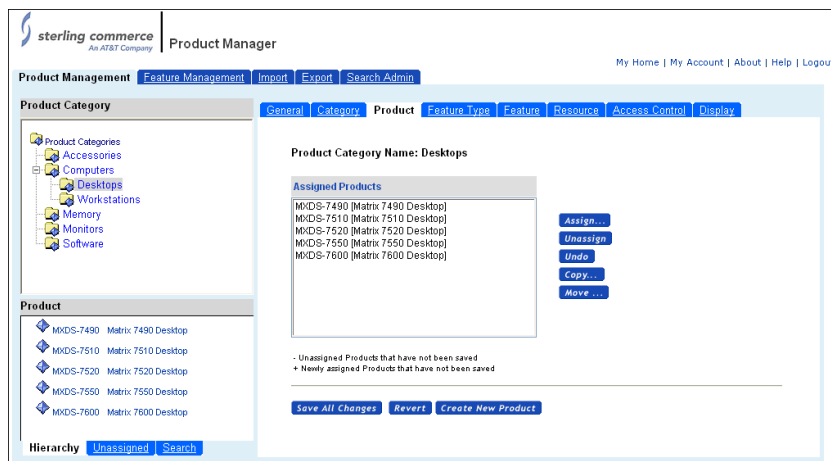 sterling commerce
An AT&T Company
Product Manager
My Home | My Account | About | Help | Logou
Product Management
Feature Management
Import
Export
Search Admin
Product Category
Product Categories
Accessories
Computers
Desktops
Workstations
Memory
Monitors
Software
Product
MXDS-7490 Matrix 7490 Desktop
MXDS-7510 Matrix 7510 Desktop
MXDS-7520 Matrix 7520 Desktop
MXDS-7550 Matrix 7550 Desktop
MXDS-7600 Matrix 7600 Desktop
Hierarchy
Unassigned
Search
General
Category
Product
Feature Type
Feature
Resource
Access Control
Display
Product Category Name: Desktops
Assigned Products
MXDS-7490 [Matrix 7490 Desktop]
MXDS-7510 [Matrix 7510 Desktop]
MXDS-7520 [Matrix 7520 Desktop]
MXDS-7550 [Matrix 7550 Desktop]
MXDS-7600 [Matrix 7600 Desktop]
Assign...
Unassign
Undo
Copy...
Move ...
- Unassigned Products that have not been saved
+ Newly assigned Products that have not been saved
Save All Changes
Revert
Create New Product